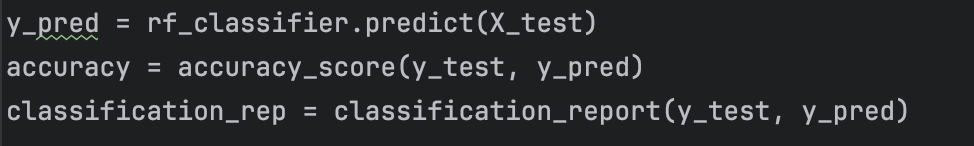 y_pred = rf_classifier.predict(X_test)
accuracy = accuracy_score(y_test, y_pred)
classification_rep = classification_report(y_test, y_pred)